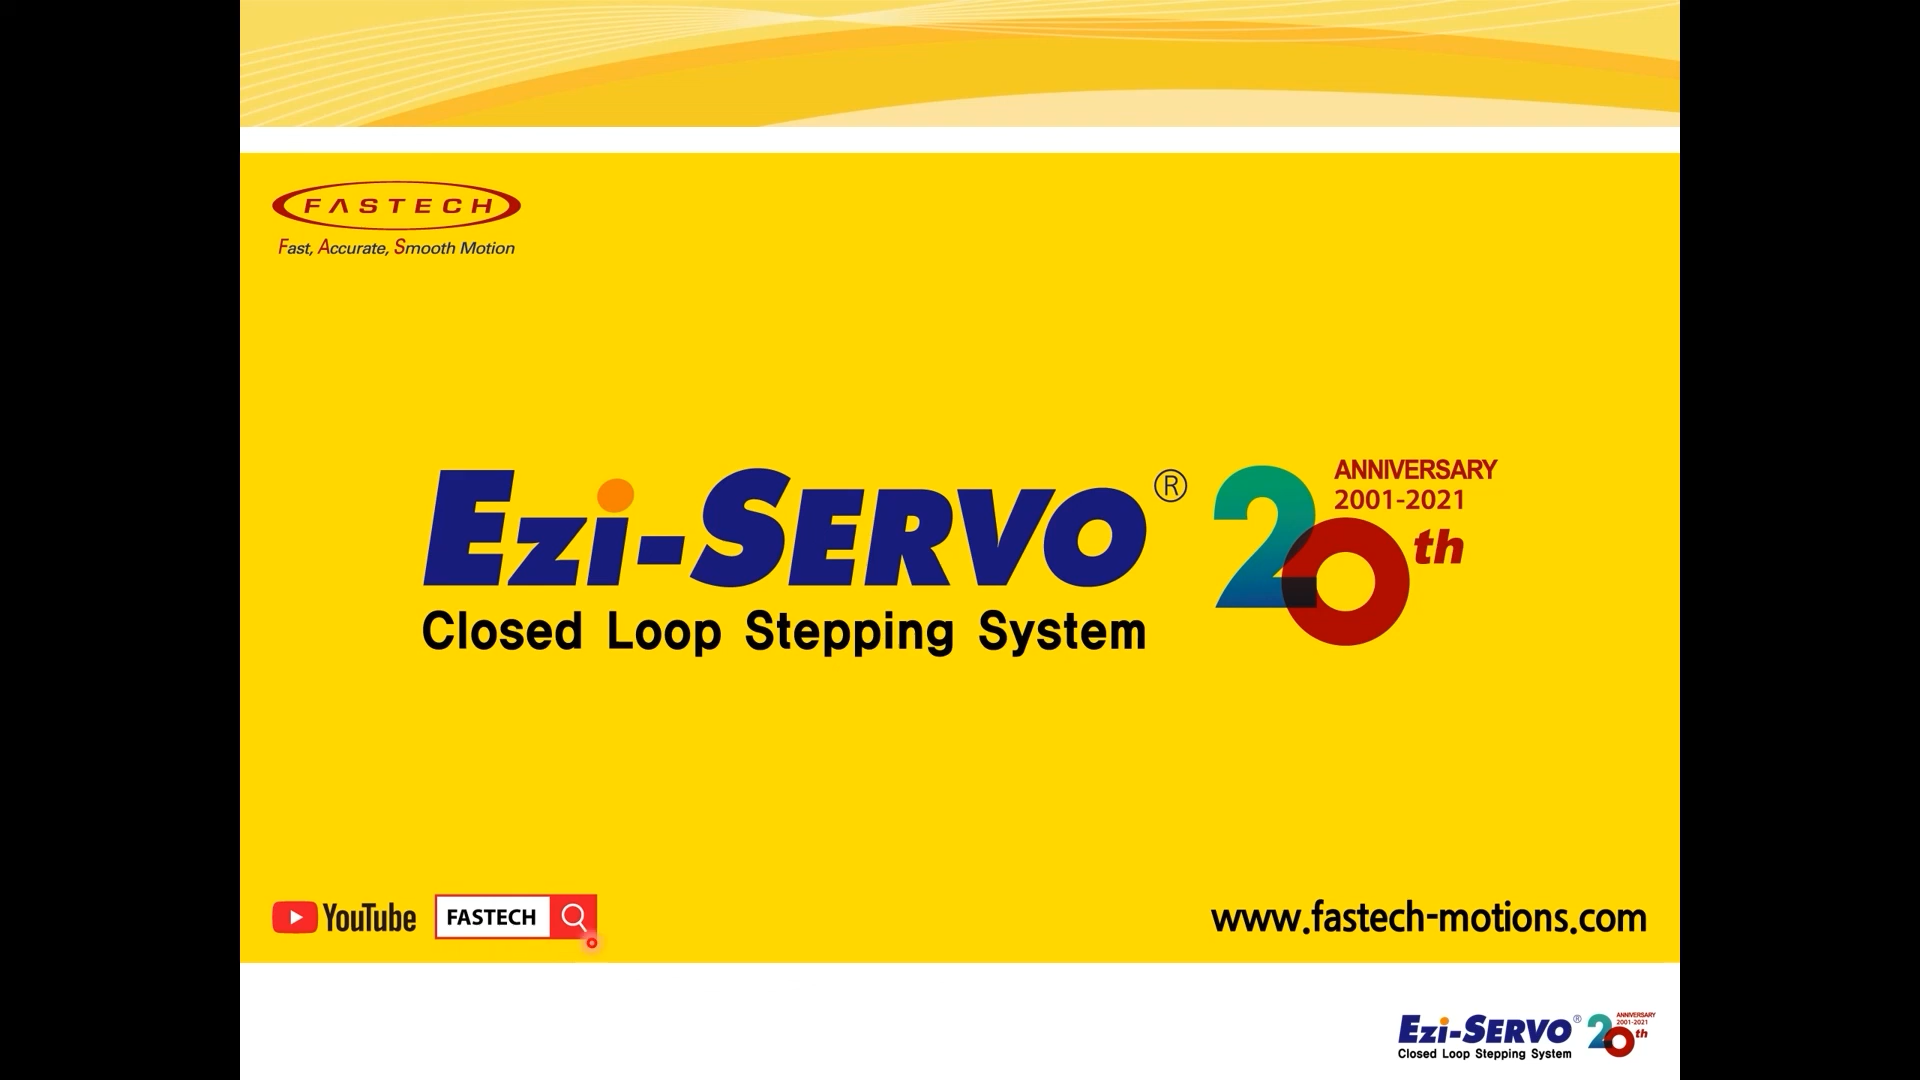 FASTECH
Fast, Accurate, Smooth Motion
Ezi-SERVO®
Closed Loop Stepping System
20th
ANNIVERSARY
2001-2021
YouTube
FASTECH
www.fastech-motions.com
Ezi-SERVO®
Closed Loop Stepping System
20th
ANNIVERSARY
2001-2021